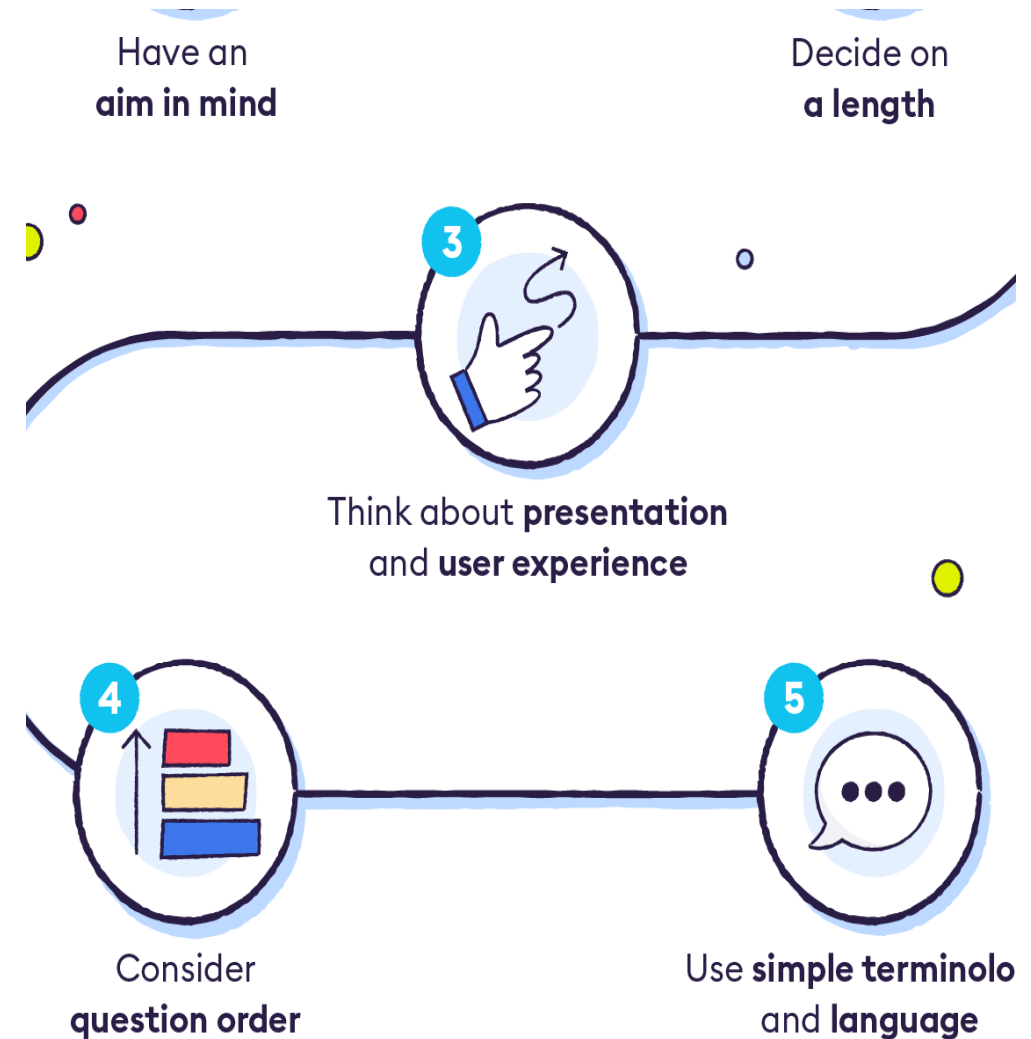 Have an
aim in mind
Decide on
a length
3
Think about presentation
and user experience
4
Consider
question order
5
Use simple terminolo
and language